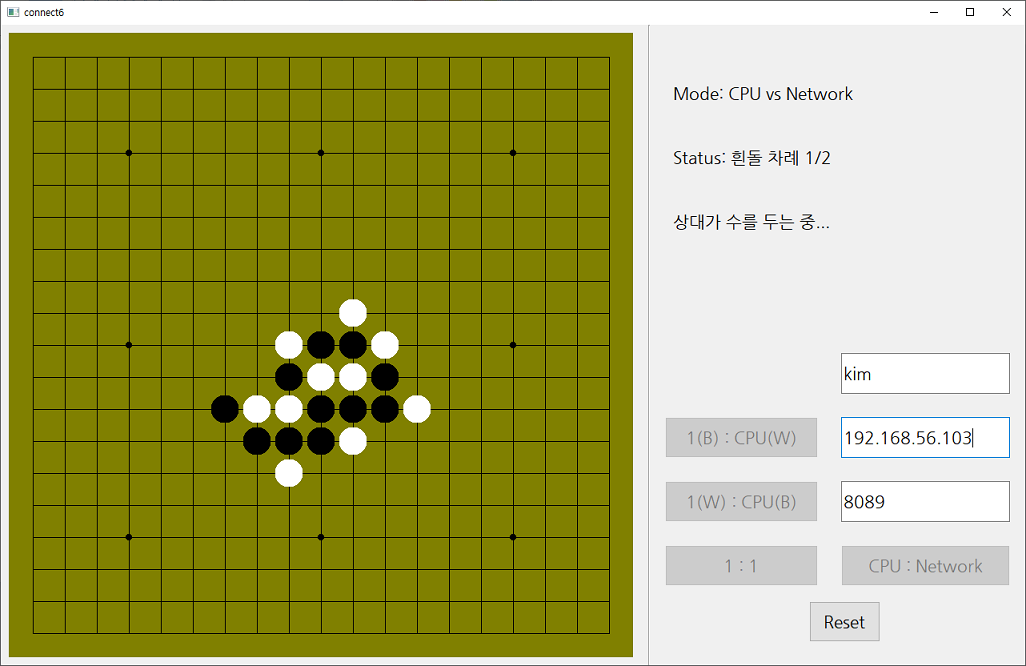 connect6
Mode: CPU vs Network
Status: 흰돌 차례 1/2
상대가 수를 두는 중...
kim
1(B) : CPU(W)
192.168.56.103
1(W) : CPU(B)
8089
1 : 1
CPU : Network
Reset